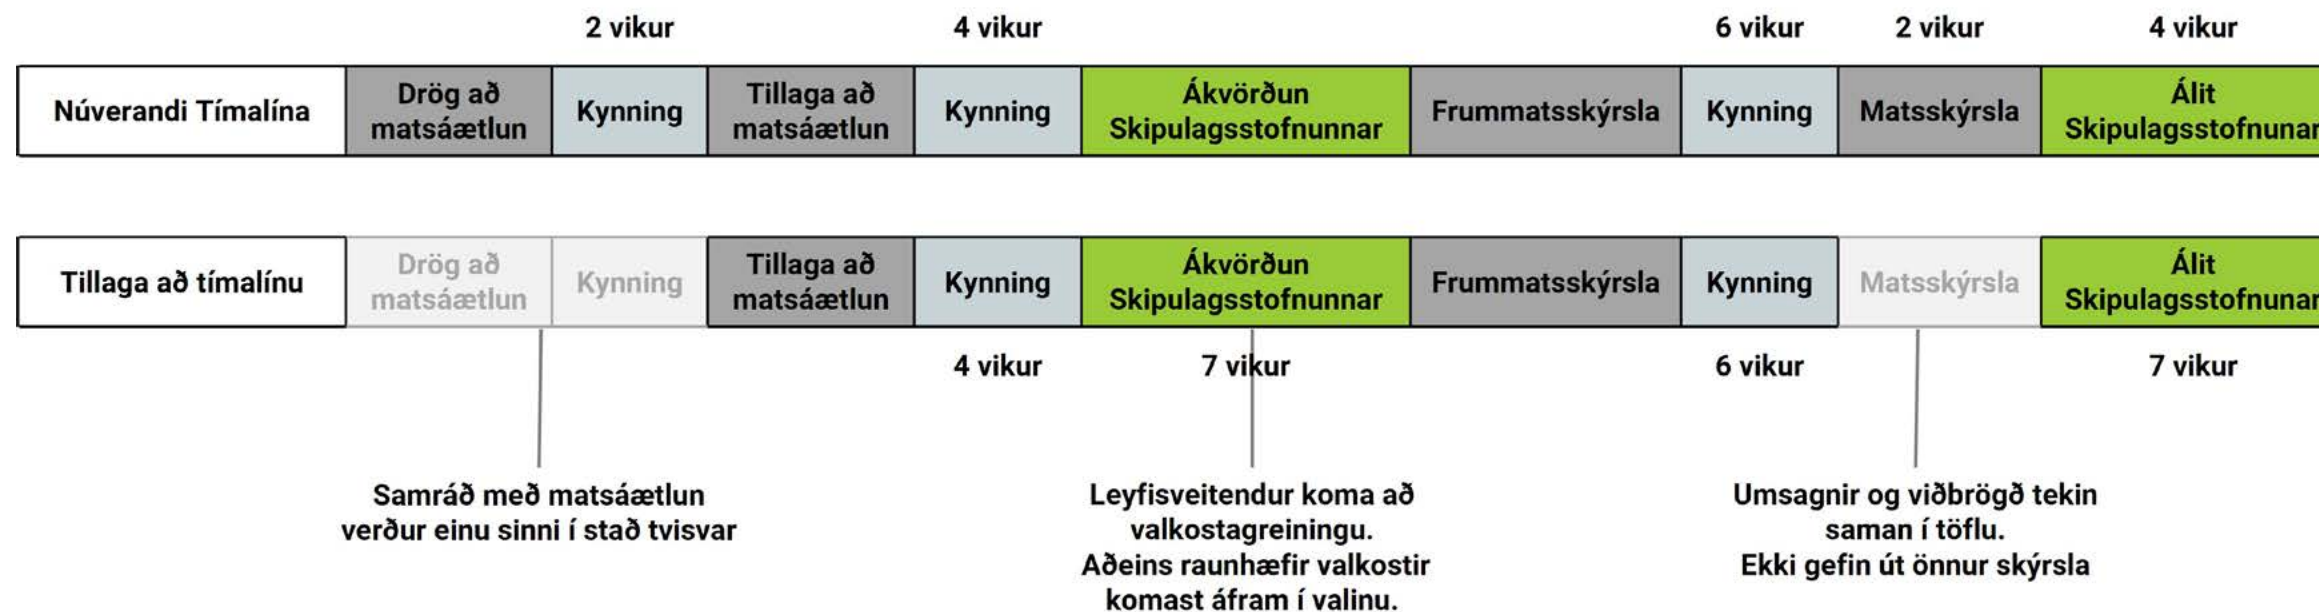 2 vikur 4 vikur 6 vikur 2 vikur 4 vikur
Núverandi Tímalína
Drög að
matsáætlun
Kynning
Tillaga að
matsáætlun
Kynning
Ákvörðun
Skipulagsstofnunnar
Frummatsskýrsla
Kynning
Matsskýrsla
Álit
Skipulagsstofnunar
Tillaga að tímalínu
Drög að
matsáætlun
Kynning
Tillaga að
matsáætlun
Kynning
Ákvörðun
Skipulagsstofnunnar
Frummatsskýrsla
Kynning
Matsskýrsla
Álit
Skipulagsstofnunar
4 vikur 7 vikur 6 vikur 7 vikur
Samráð með matsáætlun
verður einu sinni í stað tvisvar
Leyfisveitendur koma að
valkostagreiningu.
Aðeins raunhæfir valkostir
komast áfram í valinu.
Umsagnir og viðbrögð tekin
saman í töflu.
Ekki gefin út önnur skýrsla